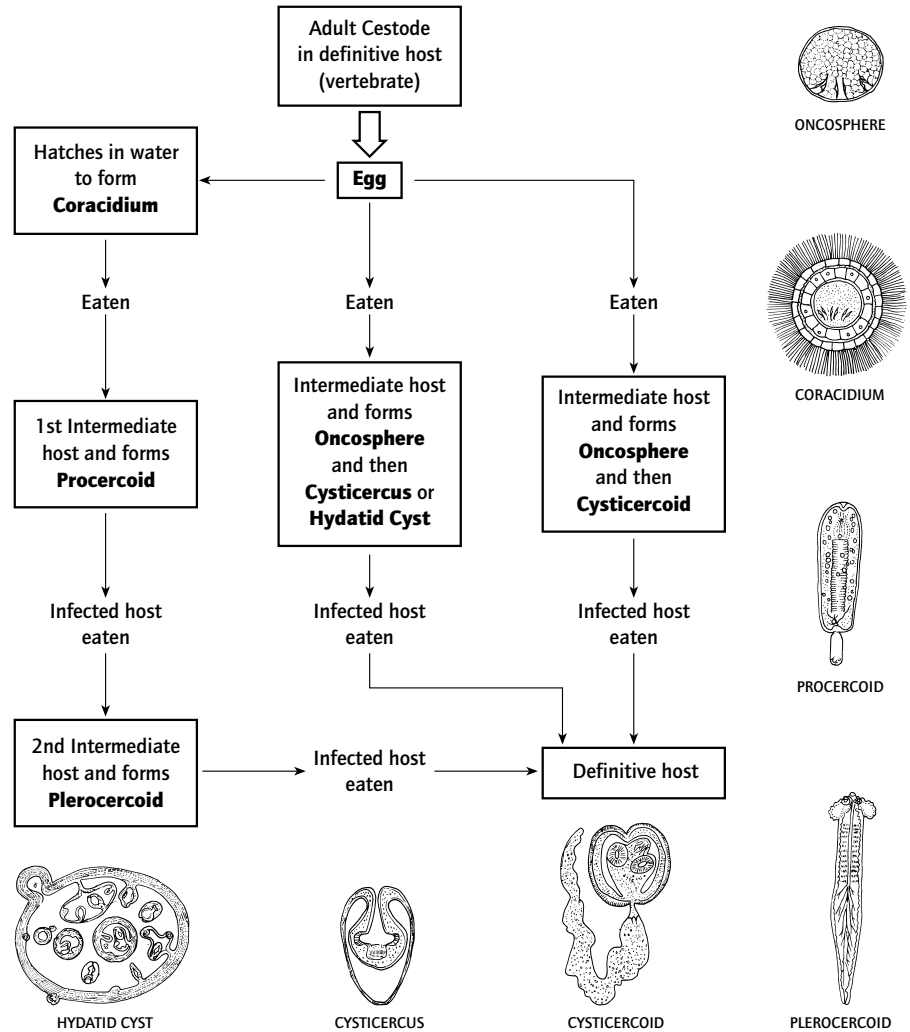 Adult Cestode
in definitive host
(vertebrate)
ONCOSPHERE
Hatches in water
to form
Coracidium
Egg
Eaten
Eaten
Eaten
CORACIDIUM
1st Intermediate
host and forms
Procercoid
Intermediate host
and forms
Oncosphere
and then
Cysticercus or
Hydatid Cyst
Intermediate host
and forms
Oncosphere
and then
Cysticercoid
Infected host
eaten
Infected host
eaten
Infected host
eaten
PROCERCOID
2nd Intermediate
host and forms
Plerocercoid
Infected host
eaten
Definitive host
HYDATID CYST
CYSTICERCUS
CYSTICERCOID
PLEROCERCOID